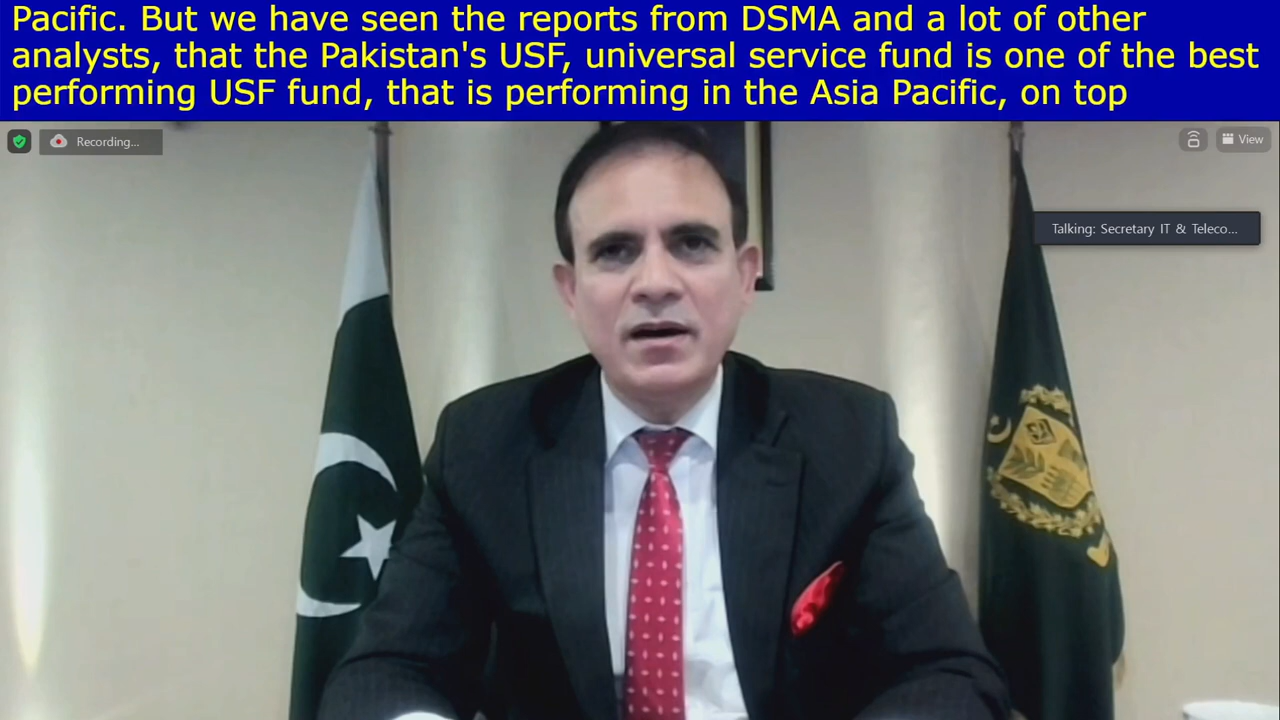 Pacific. But we have seen the reports from DSMA and a lot of other
analysts, that the Pakistan's USF, universal service fund is one of the best
performing USF fund, that is performing in the Asia Pacific, on top
Recording...
View
Talking: Secretary IT & Teleco...